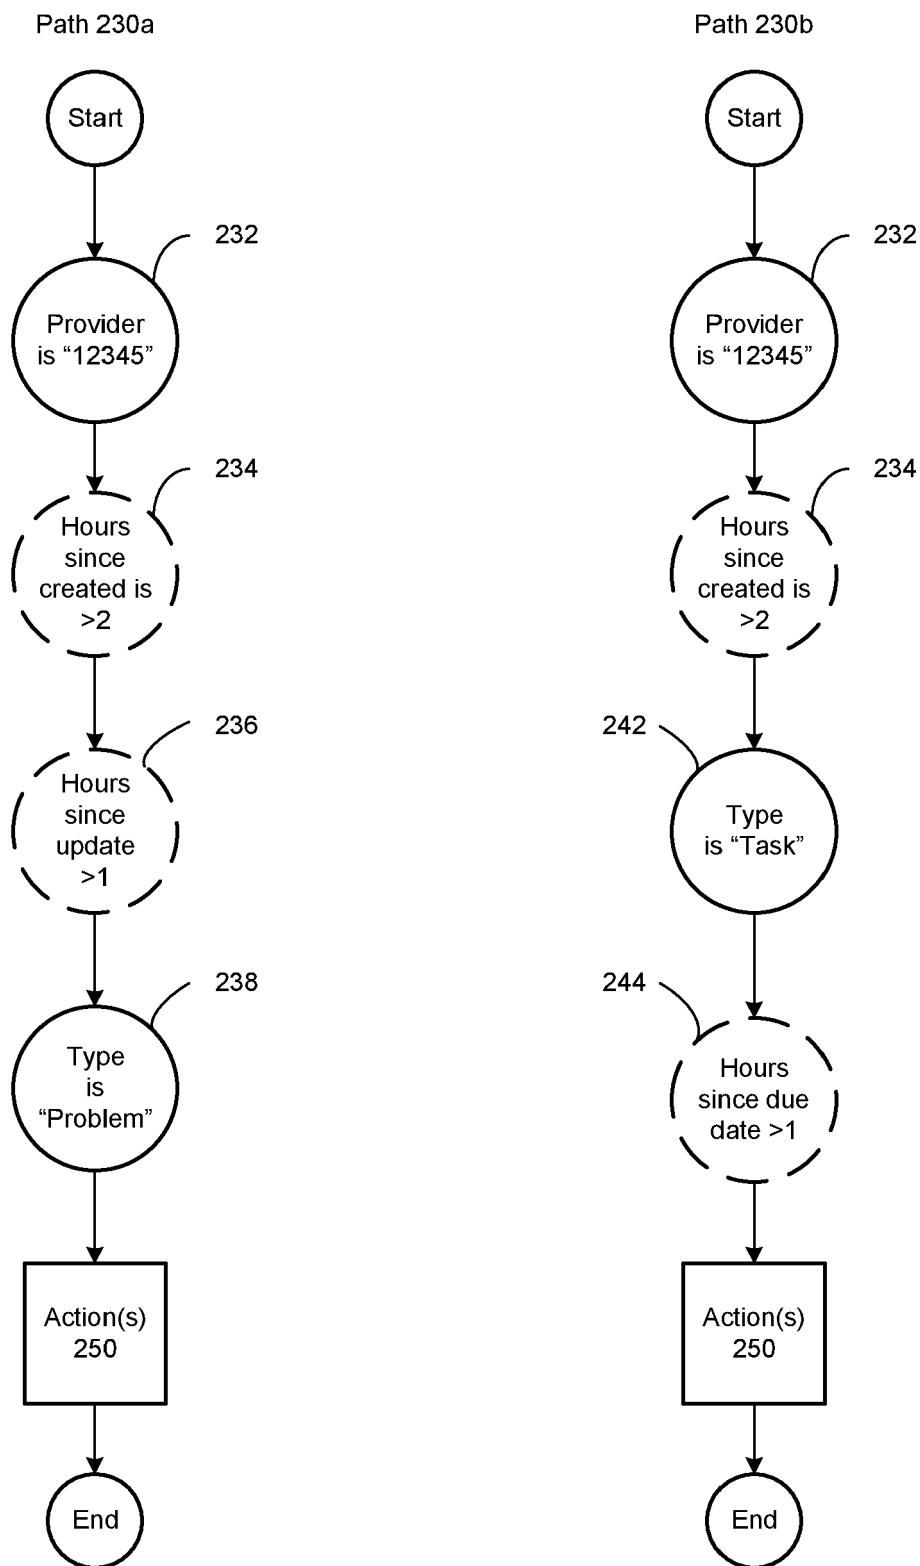 Path 230a
Start
232
Provider
is “12345”
234
Hours
since
created is
>2
236
Hours
since
update
>1
238
Type
is
“Problem”
Action(s)
250
End
Path 230b
Start
232
Provider
is “12345”
234
Hours
since
created is
>2
242
Type
is “Task”
244
Hours
since due
date >1
Action(s)
250
End